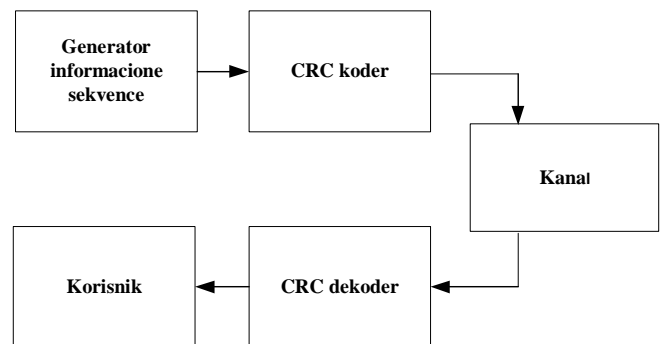 Generator
informacione
sekvence
CRC koder
Kanal
Korisnik
CRC dekoder